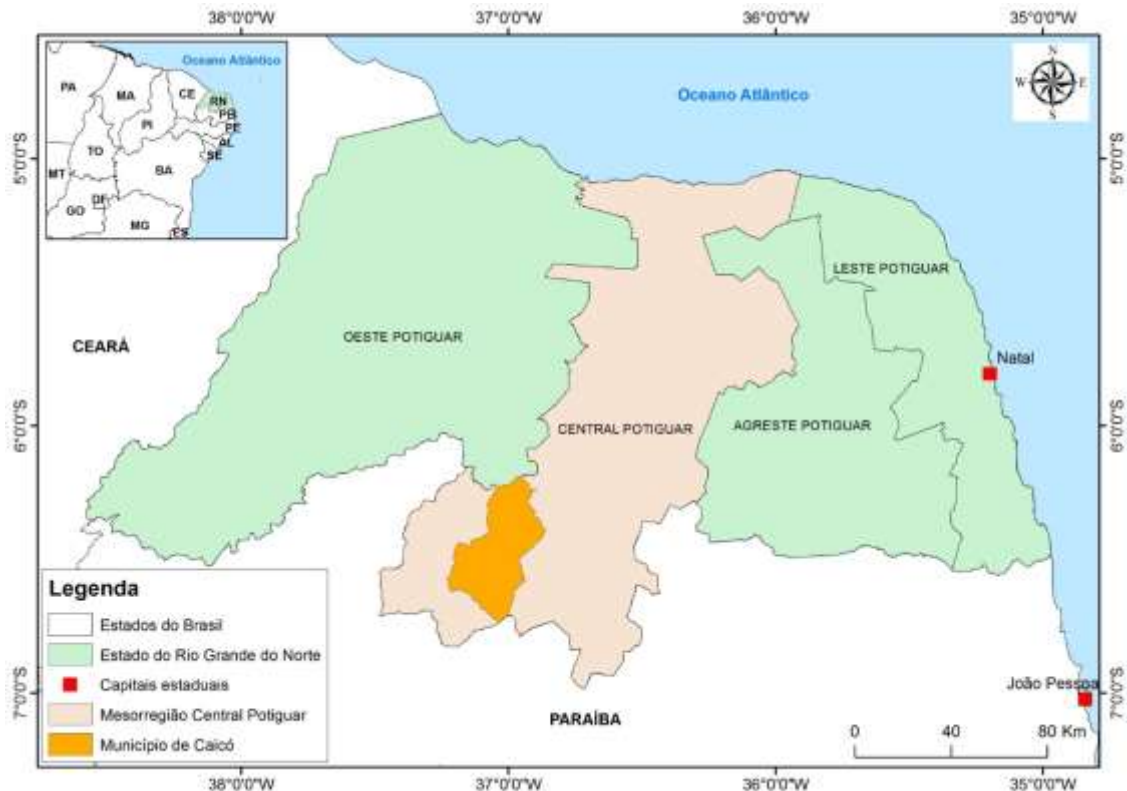 38°0'0"W
37°0'0"W
36°0'0"W
35°0'0"W
Oceano Atlântico
PA
MA
CE
RN
PB
PI
PE
AL
TO
SE
BA
MT
DF
GO
MG
ES
Oceano Atlântico
N
W
E
S
5°0'0"S
5°0'0"S
LESTE POTIGUAR
OESTE POTIGUAR
CEARÁ
Natal
CENTRAL POTIGUAR
AGRESTE POTIGUAR
6°0'0"S
6°0'0"S
Legenda
Estados do Brasil
Estado do Rio Grande do Norte
Capitais estaduais
Mesorregião Central Potiguar
Município de Caicó
João Pessoa
PARAÍBA
7°0'0"S
7°0'0"S
0 40 80 Km
38°0'0"W
37°0'0"W
36°0'0"W
35°0'0"W